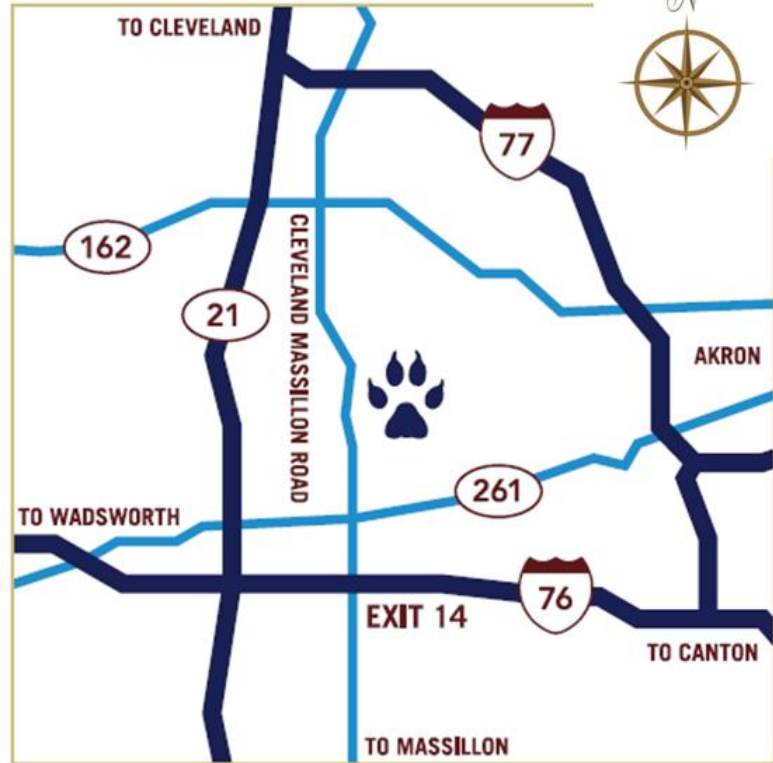 N
TO CLEVELAND
77
162
CLEVELAND MASSILLON ROAD
21
AKRON
261
TO WADSWORTH
76
EXIT 14
TO CANTON
TO MASSILLON